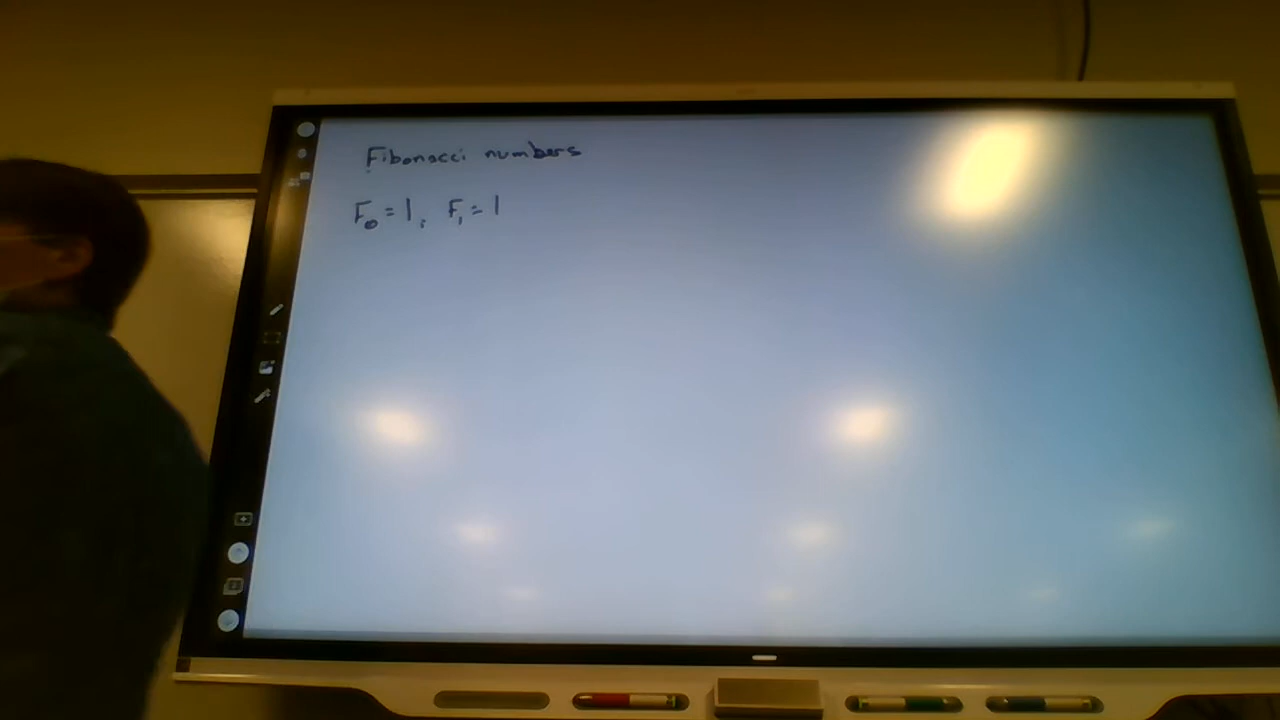 Fibonacci numbers
F₀ = 1, F₁ = 1